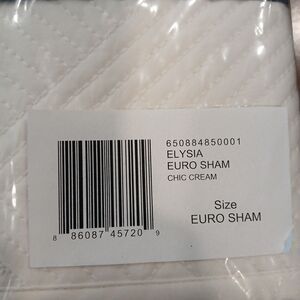 650884850001
ELYSIA
EURO SHAM
CHIC CREAM
Size
EURO SHAM
8 86087 45720 9